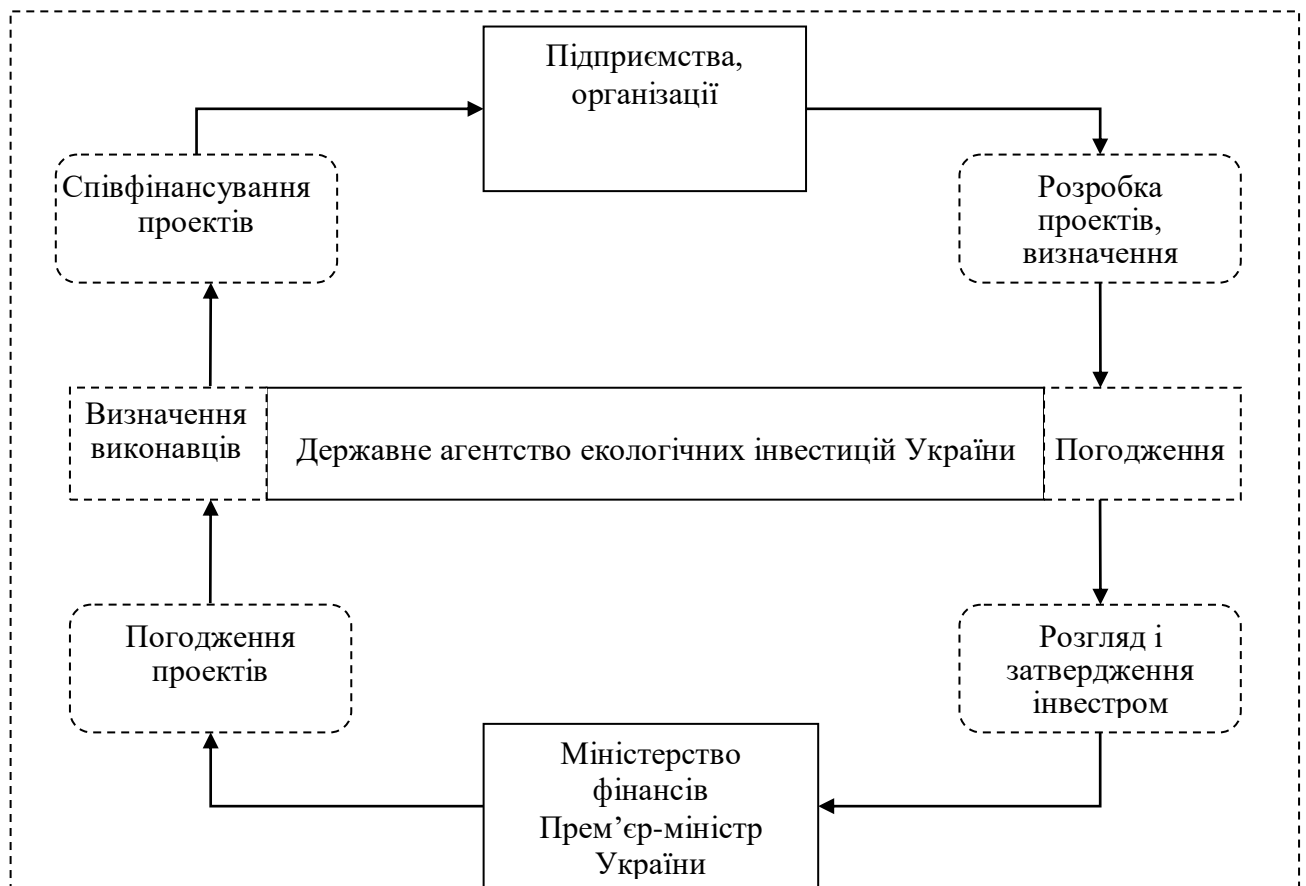 Підприємства,
організації
Співфінансування
проектів
Розробка
проектів,
визначення
Визначення
виконавців
Державне агентство екологічних інвестицій України
Погодження
Погодження
проектів
Розгляд і
затвердження
інвестром
Міністерство
фінансів
Прем’єр-міністр
України